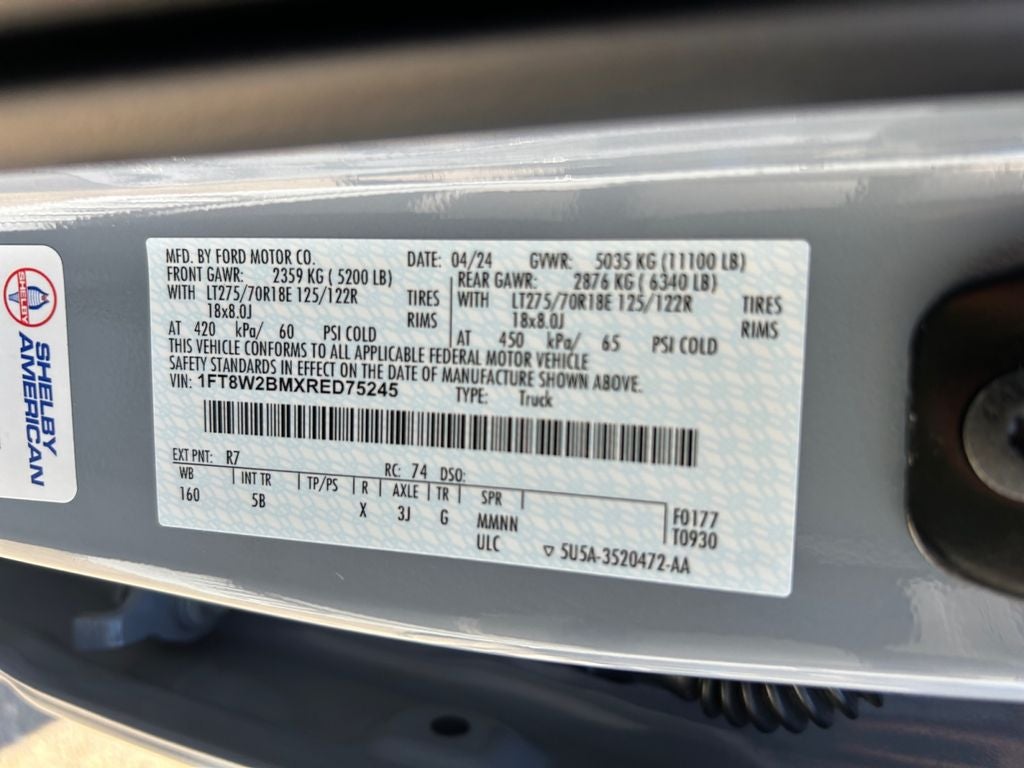 MFD. BY FORD MOTOR CO. DATE: 04/24 GVWR: 5035 KG (11100 LB)
FRONT GAWR: 2359 KG ( 5200 LB) REAR GAWR: 2876 KG ( 6340 LB)
WITH LT275/70R18E 125/122R TIRES WITH LT275/70R18E 125/122R TIRES
18x8.0J RIMS 18x8.0J RIMS
AT 420 kPa/ 60 PSI COLD AT 450 kPa/ 65 PSI COLD
THIS VEHICLE CONFORMS TO ALL APPLICABLE FEDERAL MOTOR VEHICLE
SAFETY STANDARDS IN EFFECT ON THE DATE OF MANUFACTURE SHOWN ABOVE.
VIN: 1FT8W2BMXRED75245 TYPE: Truck
EXT PNT: R7 RC: 74 DSO:
WB INT TR TP/PS R AXLE TR SPR
160 5B X 3J G MMNN F0177
ULC T0930
▽ 5U5A-3520472-AA
SHELBY
SHELBY
AMERICAN